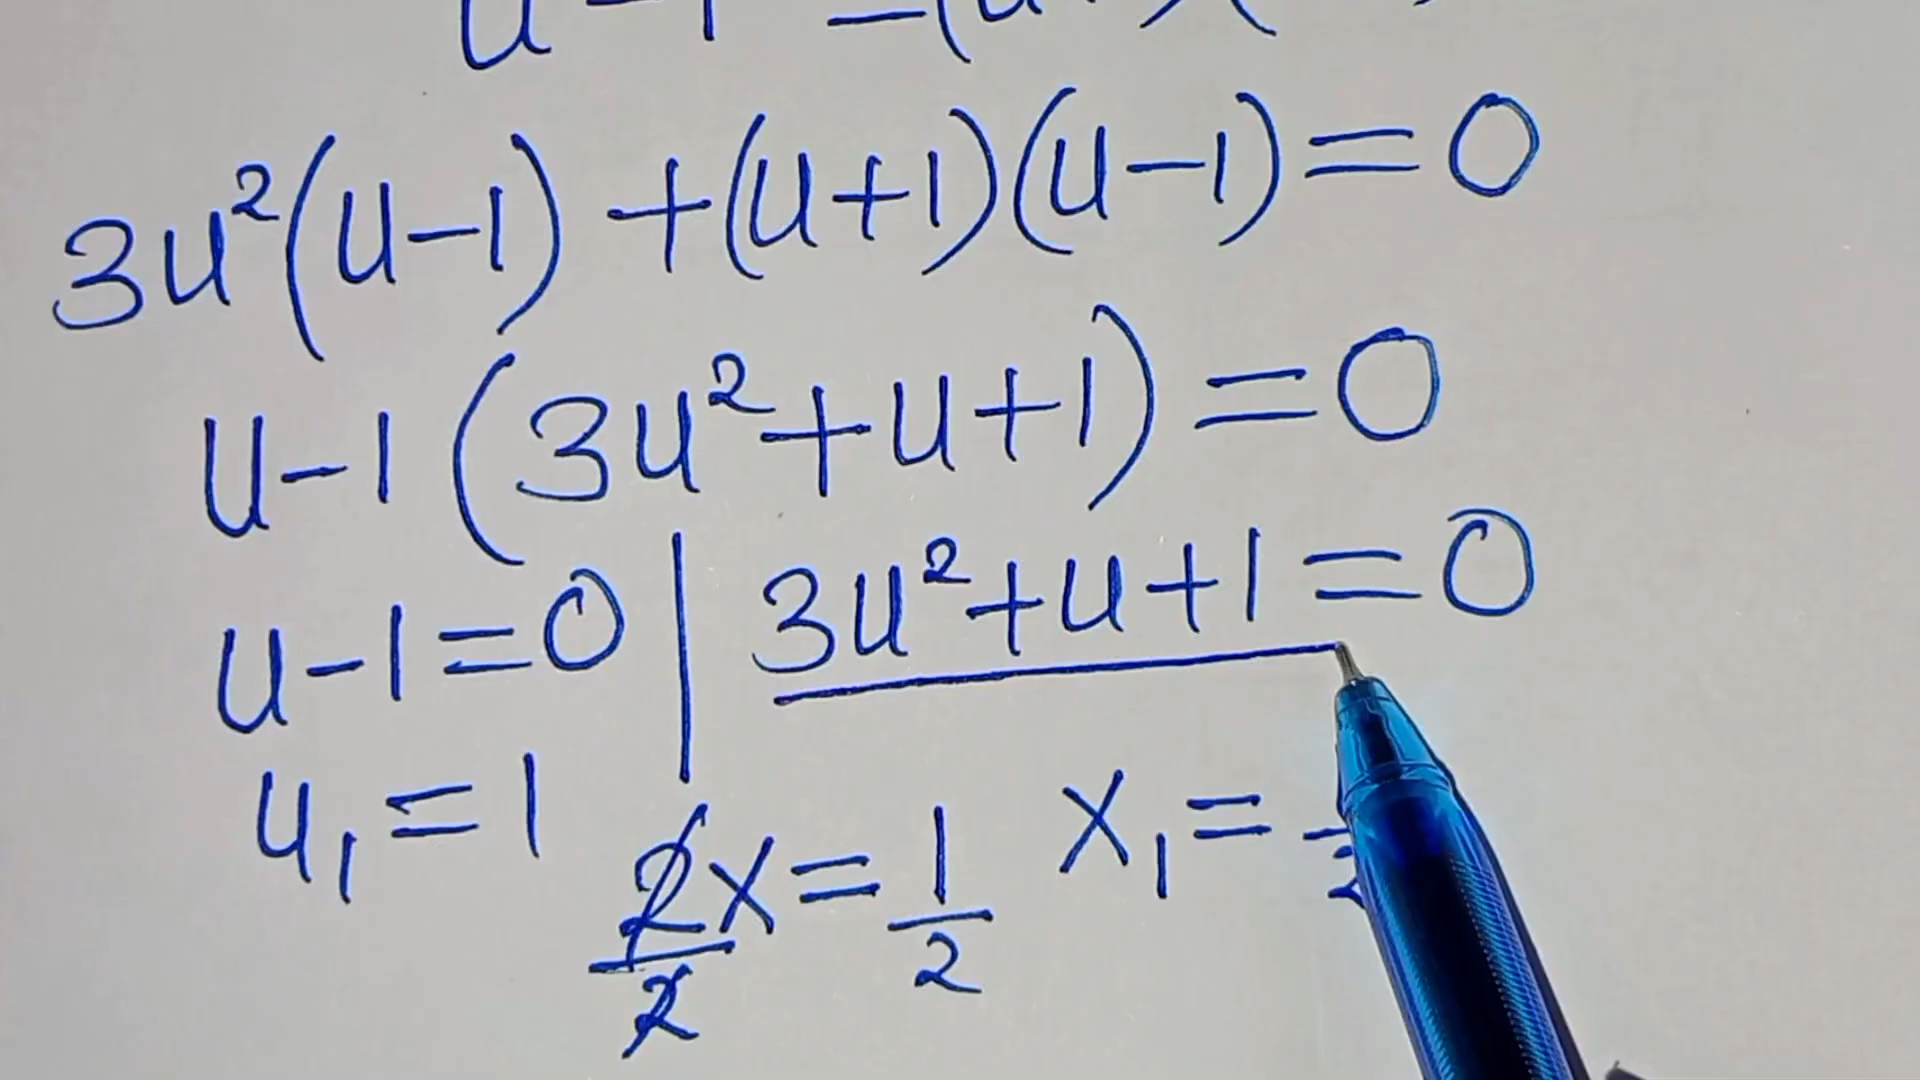 3u²(u-1)+(u+1)(u-1)=0
u-1(3u²+u+1)=0
u-1=0 | 3u²+u+1=0
u₁=1
2x/2=1/2 x₁=